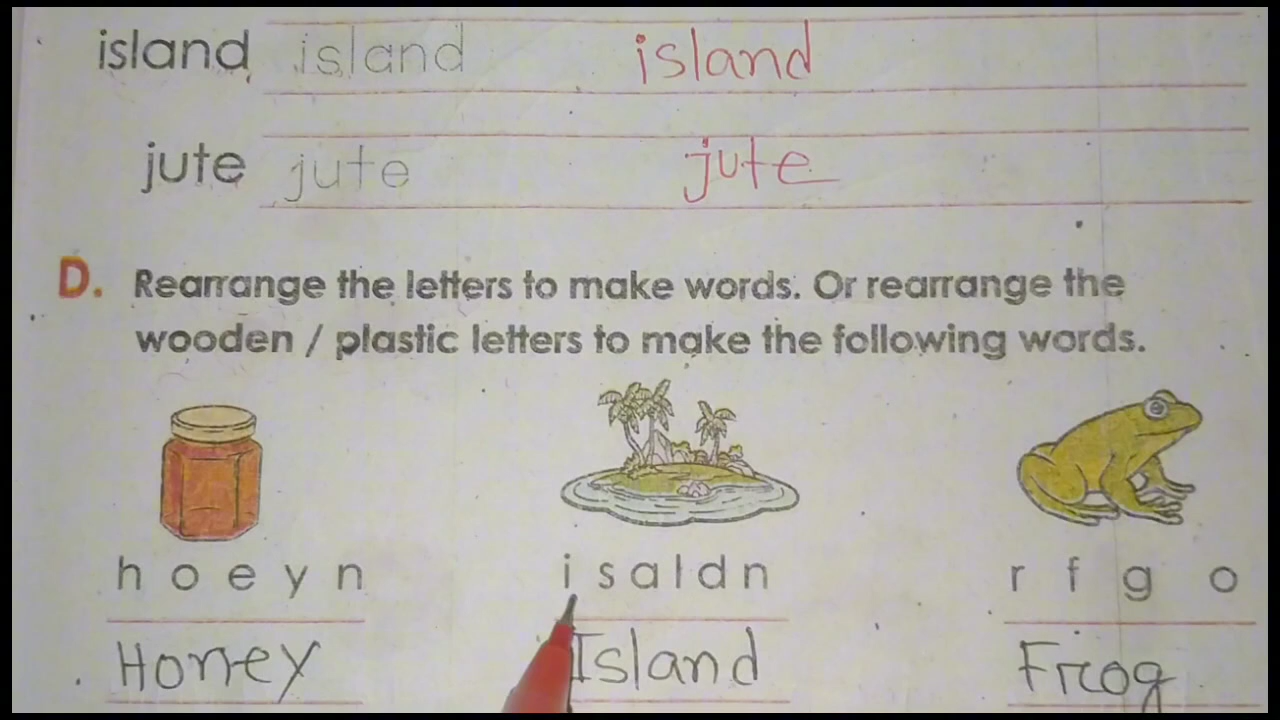 island island island
jute jute jute
D. Rearrange the letters to make words. Or rearrange the
wooden / plastic letters to make the following words.
h o e y n i s a l d n r f g o
Honey Island Frog